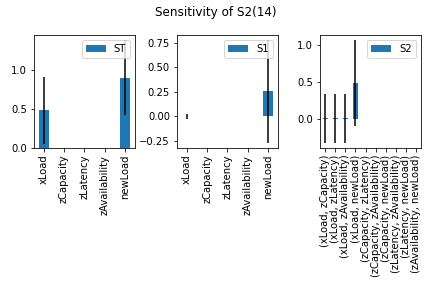 Sensitivity of S2(14)
ST
1.0
0.5
0.0
xLoad
zCapacity
zLatency
zAvailability
newLoad
S1
0.75
0.50
0.25
0.00
−0.25
xLoad
zCapacity
zLatency
zAvailability
newLoad
S2
1.0
0.5
0.0
(xLoad, zCapacity)
(xLoad, zLatency)
(xLoad, zAvailability)
(xLoad, newLoad)
(zCapacity, zLatency)
(zCapacity, zAvailability)
(zCapacity, newLoad)
(zLatency, zAvailability)
(zLatency, newLoad)
(zAvailability, newLoad)